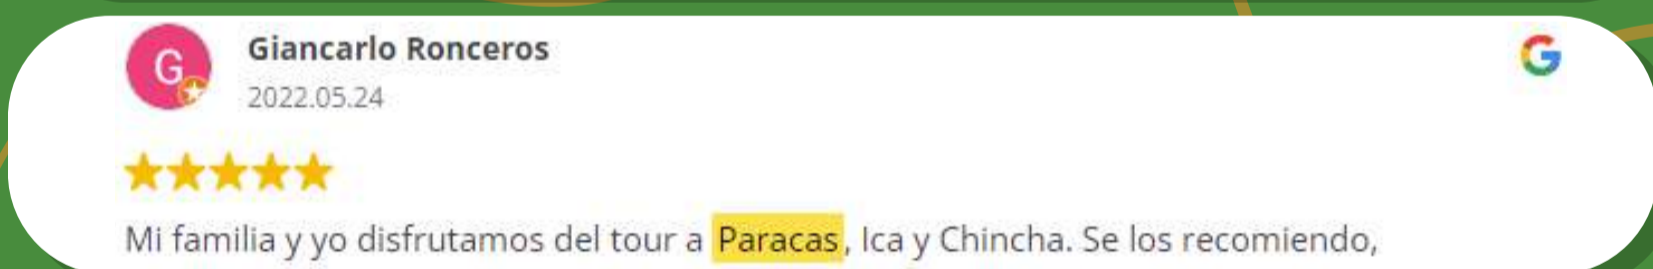 G
Giancarlo Ronceros
G
2022.05.24
Mi familia y yo disfrutamos del tour a Paracas, Ica y Chincha. Se los recomiendo,